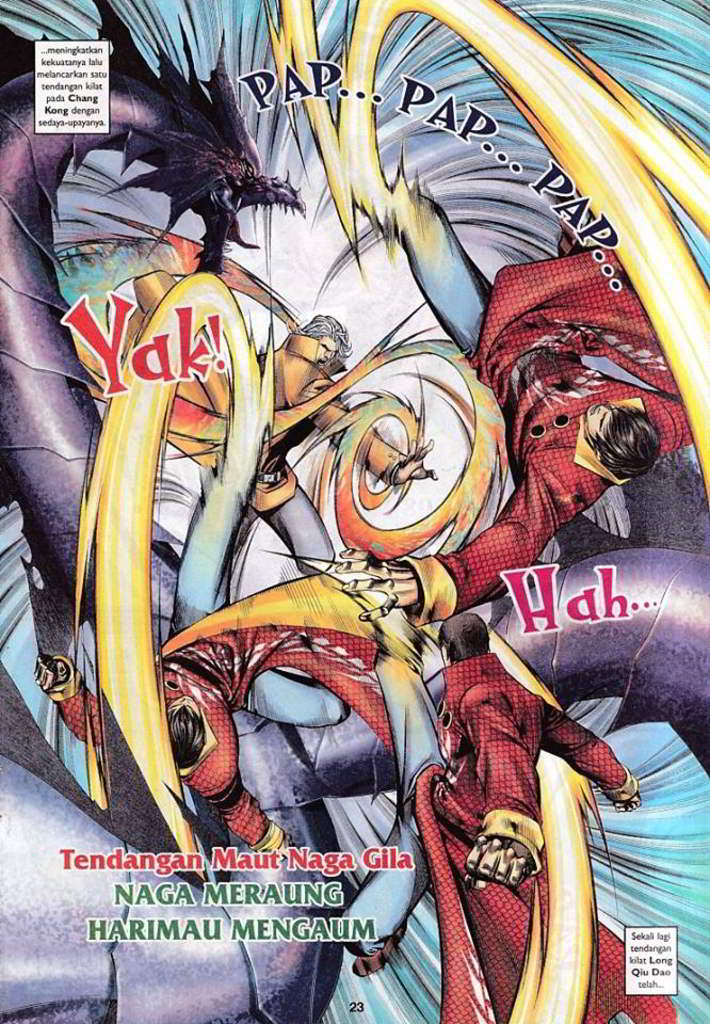 ...meningkatkan
kekuatanya lalu
melancarkan satu
tendangan kilat
pada Chang
Kong dengan
sedaya-upayanya.
PAP... PAP... PAP...
Yak!
Hah...
Tendangan Maut Naga Gila
NAGA MERAUNG
HARIMAU MENGAUM
Sekali lagi
tendangan
kilat Long
Qiu Dao
telah...
23